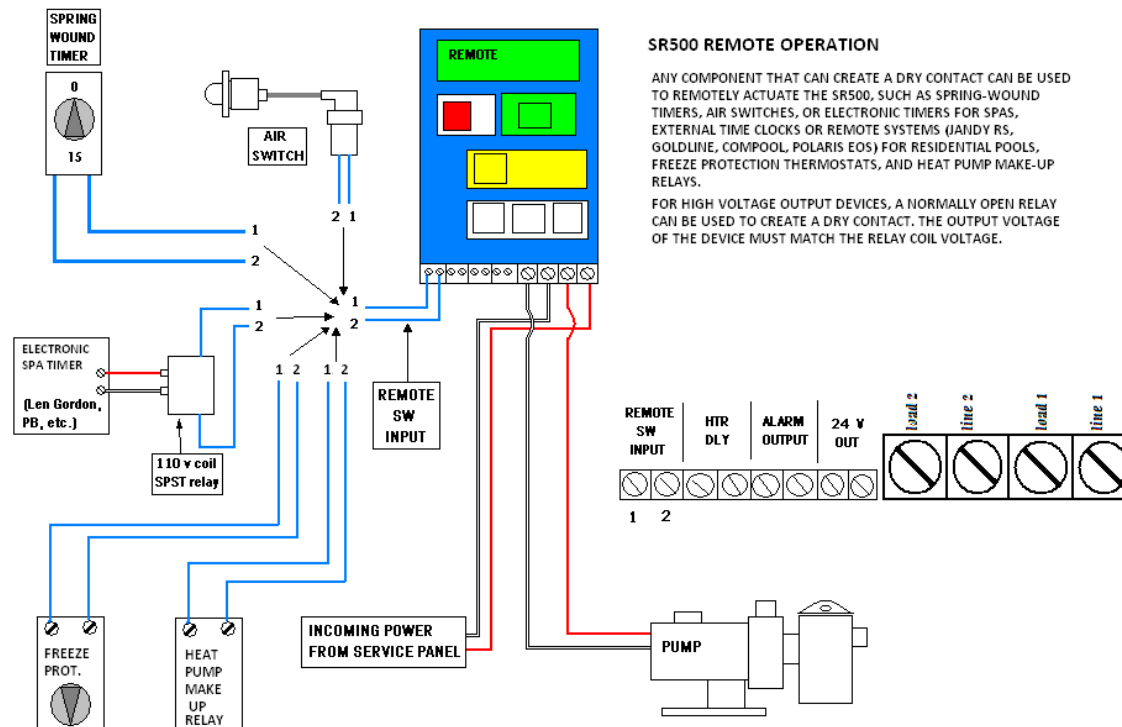 SPRING
WOUND
TIMER
0
15
AIR
SWITCH
2 1
REMOTE
SR500 REMOTE OPERATION
ANY COMPONENT THAT CAN CREATE A DRY CONTACT CAN BE USED
TO REMOTELY ACTUATE THE SR500, SUCH AS SPRING-WOUND
TIMERS, AIR SWITCHES, OR ELECTRONIC TIMERS FOR SPAS,
EXTERNAL TIME CLOCKS OR REMOTE SYSTEMS (JANDY RS,
GOLDLINE, COMPOOL, POLARIS EOS) FOR RESIDENTIAL POOLS,
FREEZE PROTECTION THERMOSTATS, AND HEAT PUMP MAKE-UP
RELAYS.
FOR HIGH VOLTAGE OUTPUT DEVICES, A NORMALLY OPEN RELAY
CAN BE USED TO CREATE A DRY CONTACT. THE OUTPUT VOLTAGE
OF THE DEVICE MUST MATCH THE RELAY COIL VOLTAGE.
1
2
1
2
1
2
ELECTRONIC
SPA TIMER
(Len Gordon,
PB, etc.)
110 v coil
SPST relay
1 2
1 2
REMOTE
SW
INPUT
REMOTE
SW
INPUT
HTR
DLY
ALARM
OUTPUT
24 V
OUT
load 2
line 2
load 1
line 1
1 2
FREEZE
PROT.
HEAT
PUMP
MAKE
UP
RELAY
INCOMING POWER
FROM SERVICE PANEL
PUMP